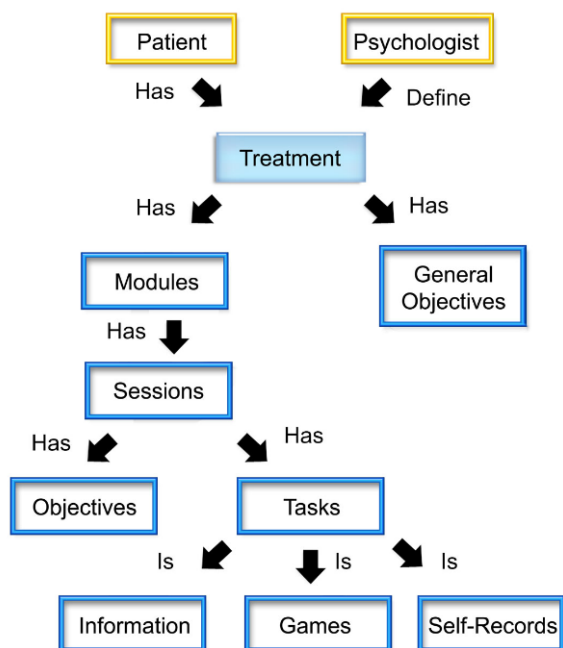 Patient
Psychologist
Has
Define
Treatment
Has
Has
Modules
General
Objectives
Has
Sessions
Has
Has
Objectives
Tasks
Is
Is
Is
Information
Games
Self-Records